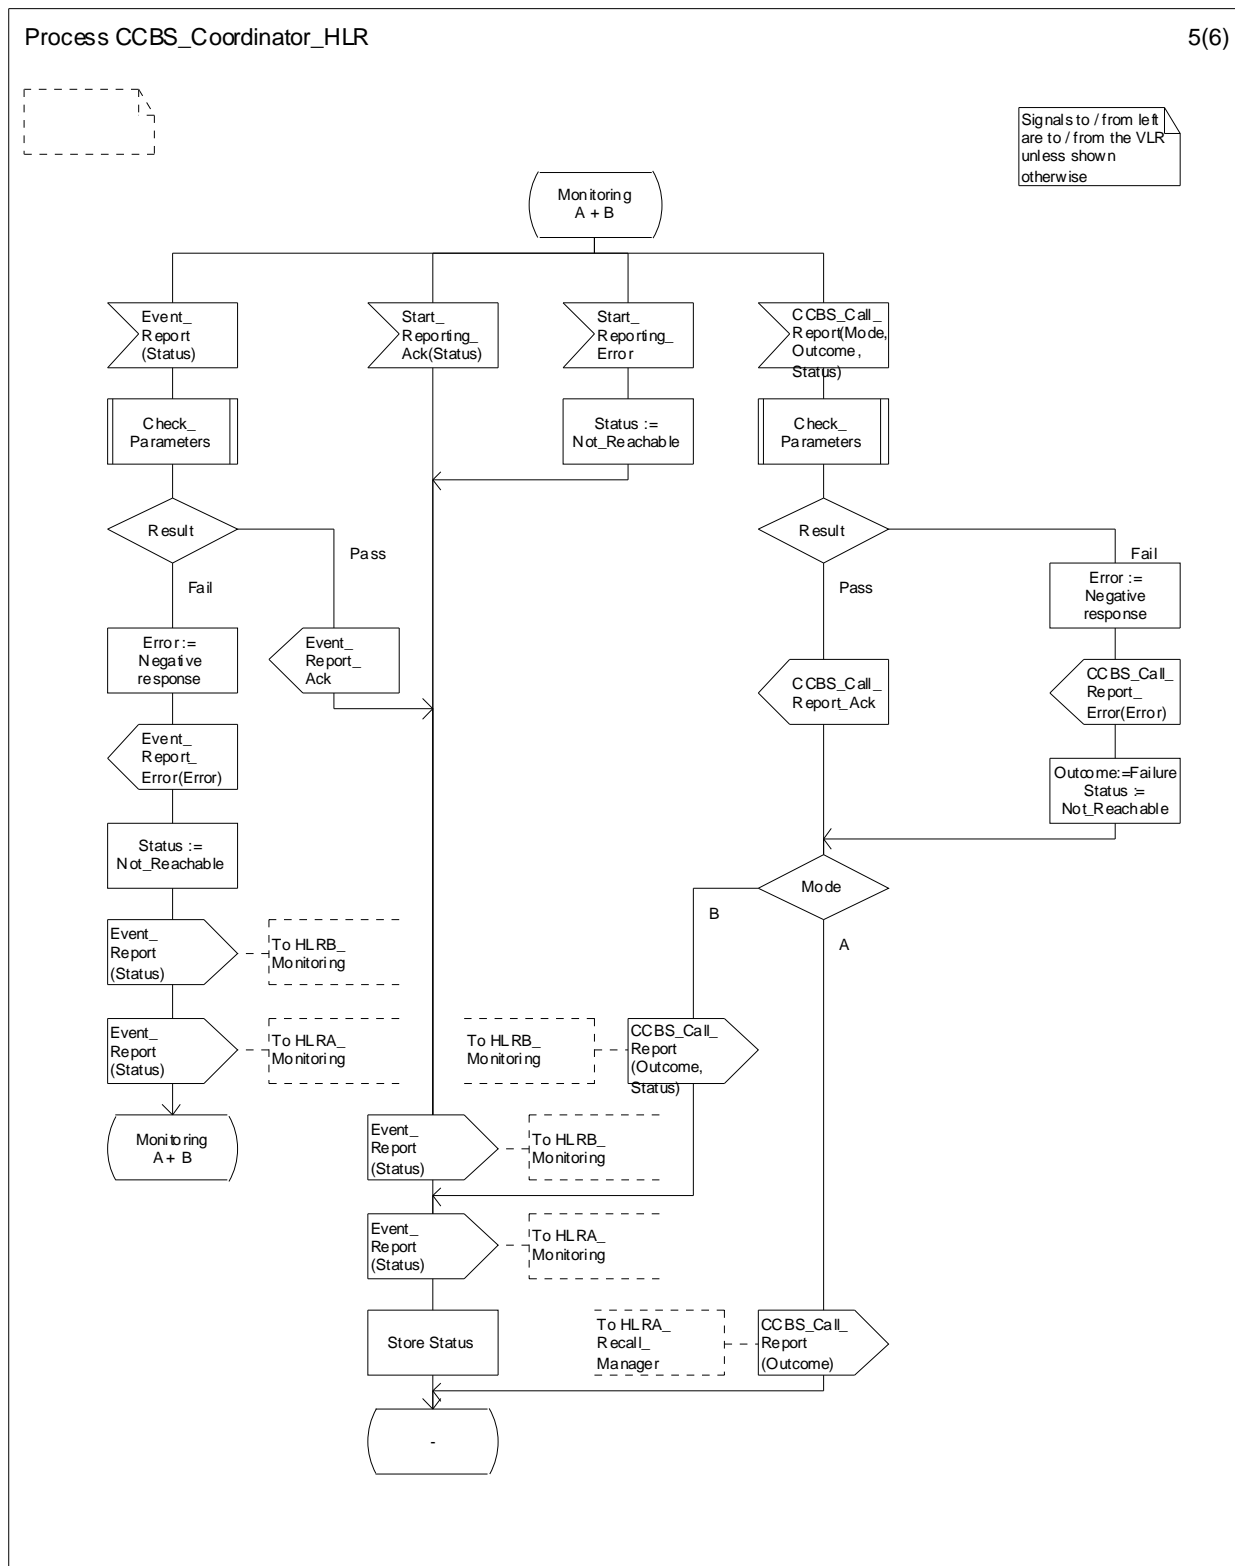 Process CCBS_Coordinator_HLR
5(6)
Signals to / from left
are to / from the VLR
unless shown
otherwise
Monitoring
A + B
Event_
Report
(Status)
Start_
Reporting_
Ack(Status)
Start_
Reporting_
Error
CCBS_Call_
Report(Mode,
Outcome,
Status)
Check_
Parameters
Status :=
Not_Reachable
Check_
Parameters
Result
Pass
Fail
Result
Fail
Pass
Error :=
Negative
response
Error :=
Negative
response
Event_
Report_
Ack
CCBS_Call_
Report_Ack
CCBS_Call_
Report_
Error(Error)
Event_
Report_
Error(Error)
Outcome:=Failure
Status :=
Not_Reachable
Status :=
Not_Reachable
Mode
B
A
Event_
Report
(Status)
To HLRB_
Monitoring
Event_
Report
(Status)
To HLRA_
Monitoring
To HLRB_
Monitoring
CCBS_Call_
Report
(Outcome,
Status)
Monitoring
A + B
Event_
Report
(Status)
To HLRB_
Monitoring
Event_
Report
(Status)
To HLRA_
Monitoring
Store Status
To HLRA_
Recall_
Manager
CCBS_Call_
Report
(Outcome)
-